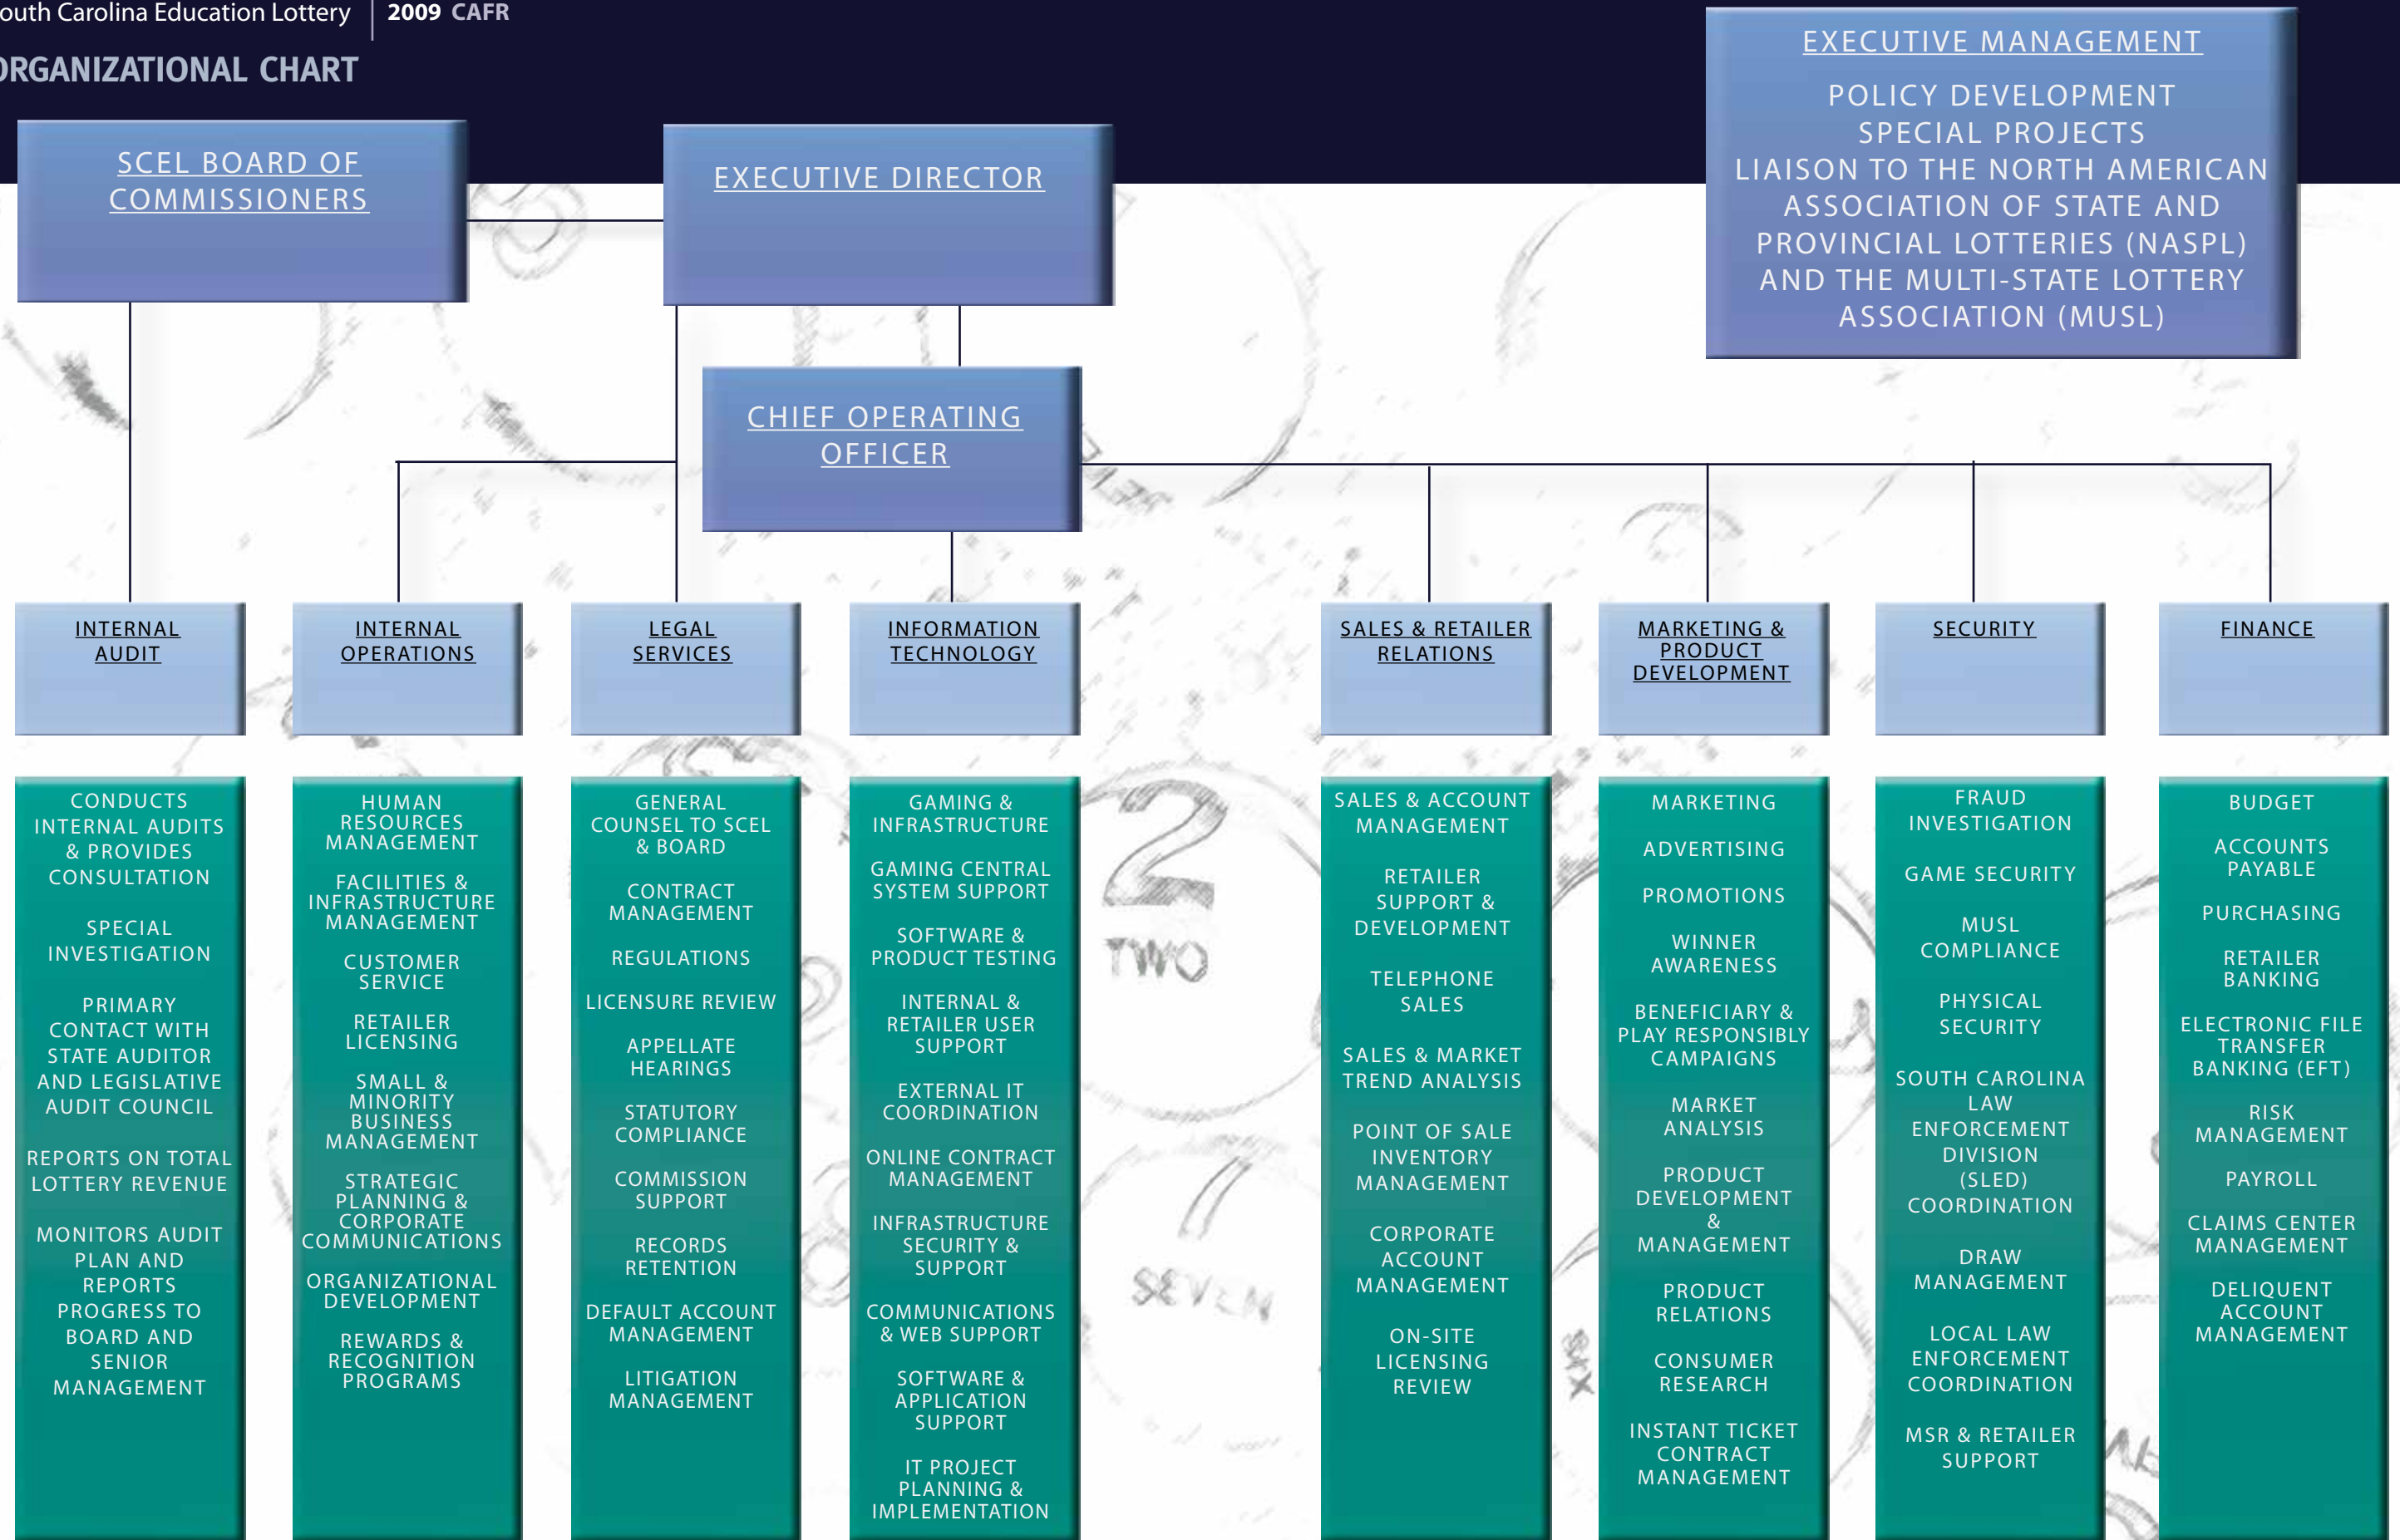 outh Carolina Education Lottery | 2009 CAFR
ORGANIZATIONAL CHART
SCEL BOARD OF
COMMISSIONERS
EXECUTIVE DIRECTOR
EXECUTIVE MANAGEMENT
POLICY DEVELOPMENT
SPECIAL PROJECTS
LIAISON TO THE NORTH AMERICAN
ASSOCIATION OF STATE AND
PROVINCIAL LOTTERIES (NASPL)
AND THE MULTI-STATE LOTTERY
ASSOCIATION (MUSL)
CHIEF OPERATING
OFFICER
INTERNAL
AUDIT
CONDUCTS
INTERNAL AUDITS
& PROVIDES
CONSULTATION
SPECIAL
INVESTIGATION
PRIMARY
CONTACT WITH
STATE AUDITOR
AND LEGISLATIVE
AUDIT COUNCIL
REPORTS ON TOTAL
LOTTERY REVENUE
MONITORS AUDIT
PLAN AND
REPORTS
PROGRESS TO
BOARD AND
SENIOR
MANAGEMENT
INTERNAL
OPERATIONS
HUMAN
RESOURCES
MANAGEMENT
FACILITIES &
INFRASTRUCTURE
MANAGEMENT
CUSTOMER
SERVICE
RETAILER
LICENSING
SMALL &
MINORITY
BUSINESS
MANAGEMENT
STRATEGIC
PLANNING &
CORPORATE
COMMUNICATIONS
ORGANIZATIONAL
DEVELOPMENT
REWARDS &
RECOGNITION
PROGRAMS
LEGAL
SERVICES
GENERAL
COUNSEL TO SCEL
& BOARD
CONTRACT
MANAGEMENT
REGULATIONS
LICENSURE REVIEW
APPELLATE
HEARINGS
STATUTORY
COMPLIANCE
COMMISSION
SUPPORT
RECORDS
RETENTION
DEFAULT ACCOUNT
MANAGEMENT
LITIGATION
MANAGEMENT
INFORMATION
TECHNOLOGY
GAMING &
INFRASTRUCTURE
GAMING CENTRAL
SYSTEM SUPPORT
SOFTWARE &
PRODUCT TESTING
INTERNAL &
RETAILER USER
SUPPORT
EXTERNAL IT
COORDINATION
ONLINE CONTRACT
MANAGEMENT
INFRASTRUCTURE
SECURITY &
SUPPORT
COMMUNICATIONS
& WEB SUPPORT
SOFTWARE &
APPLICATION
SUPPORT
IT PROJECT
PLANNING &
IMPLEMENTATION
2
TWO
7
SEVEN
SALES & RETAILER
RELATIONS
SALES & ACCOUNT
MANAGEMENT
RETAILER
SUPPORT &
DEVELOPMENT
TELEPHONE
SALES
SALES & MARKET
TREND ANALYSIS
POINT OF SALE
INVENTORY
MANAGEMENT
CORPORATE
ACCOUNT
MANAGEMENT
ON-SITE
LICENSING
REVIEW
SIX
MARKETING &
PRODUCT
DEVELOPMENT
MARKETING
ADVERTISING
PROMOTIONS
WINNER
AWARENESS
BENEFICIARY &
PLAY RESPONSIBLY
CAMPAIGNS
MARKET
ANALYSIS
PRODUCT
DEVELOPMENT
&
MANAGEMENT
PRODUCT
RELATIONS
CONSUMER
RESEARCH
INSTANT TICKET
CONTRACT
MANAGEMENT
SECURITY
FRAUD
INVESTIGATION
GAME SECURITY
MUSL
COMPLIANCE
PHYSICAL
SECURITY
SOUTH CAROLINA
LAW
ENFORCEMENT
DIVISION
(SLED)
COORDINATION
DRAW
MANAGEMENT
LOCAL LAW
ENFORCEMENT
COORDINATION
MSR & RETAILER
SUPPORT
FINANCE
BUDGET
ACCOUNTS
PAYABLE
PURCHASING
RETAILER
BANKING
ELECTRONIC FILE
TRANSFER
BANKING (EFT)
RISK
MANAGEMENT
PAYROLL
CLAIMS CENTER
MANAGEMENT
DELIQUENT
ACCOUNT
MANAGEMENT